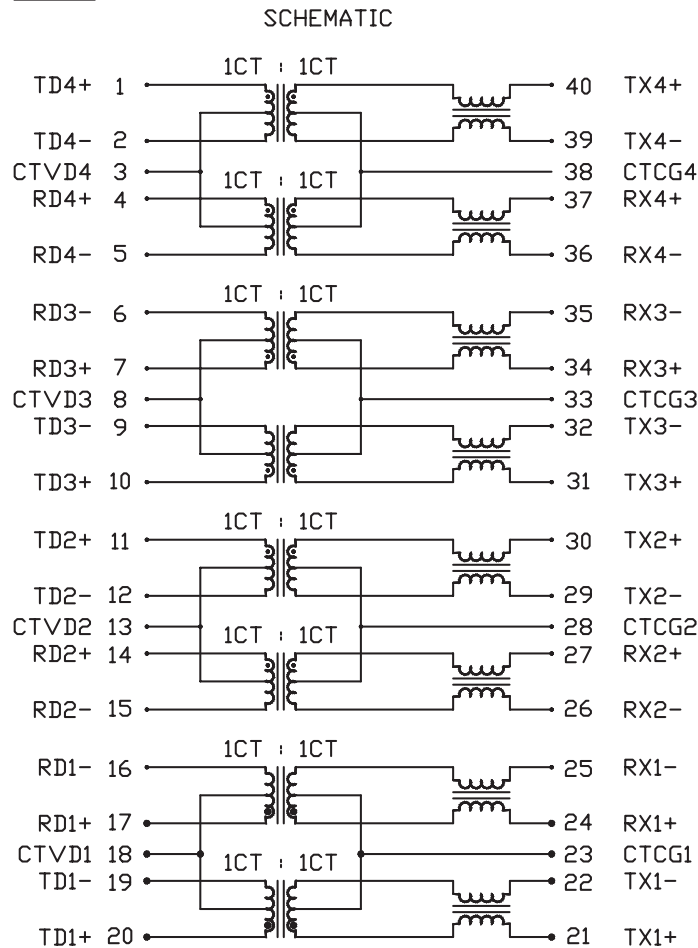 SCHEMATIC
1CT : 1CT
TD4+ 1 40 TX4+
TD4- 2 39 TX4-
CTVD4 3 38 CTCG4
1CT : 1CT
RD4+ 4 37 RX4+
RD4- 5 36 RX4-
1CT : 1CT
RD3- 6 35 RX3-
RD3+ 7 34 RX3+
CTVD3 8 33 CTCG3
TD3- 9 32 TX3-
TD3+ 10 31 TX3+
1CT : 1CT
TD2+ 11 30 TX2+
TD2- 12 29 TX2-
CTVD2 13 28 CTCG2
1CT : 1CT
RD2+ 14 27 RX2+
RD2- 15 26 RX2-
1CT : 1CT
RD1- 16 25 RX1-
RD1+ 17 24 RX1+
CTVD1 18 23 CTCG1
1CT : 1CT
TD1- 19 22 TX1-
TD1+ 20 21 TX1+